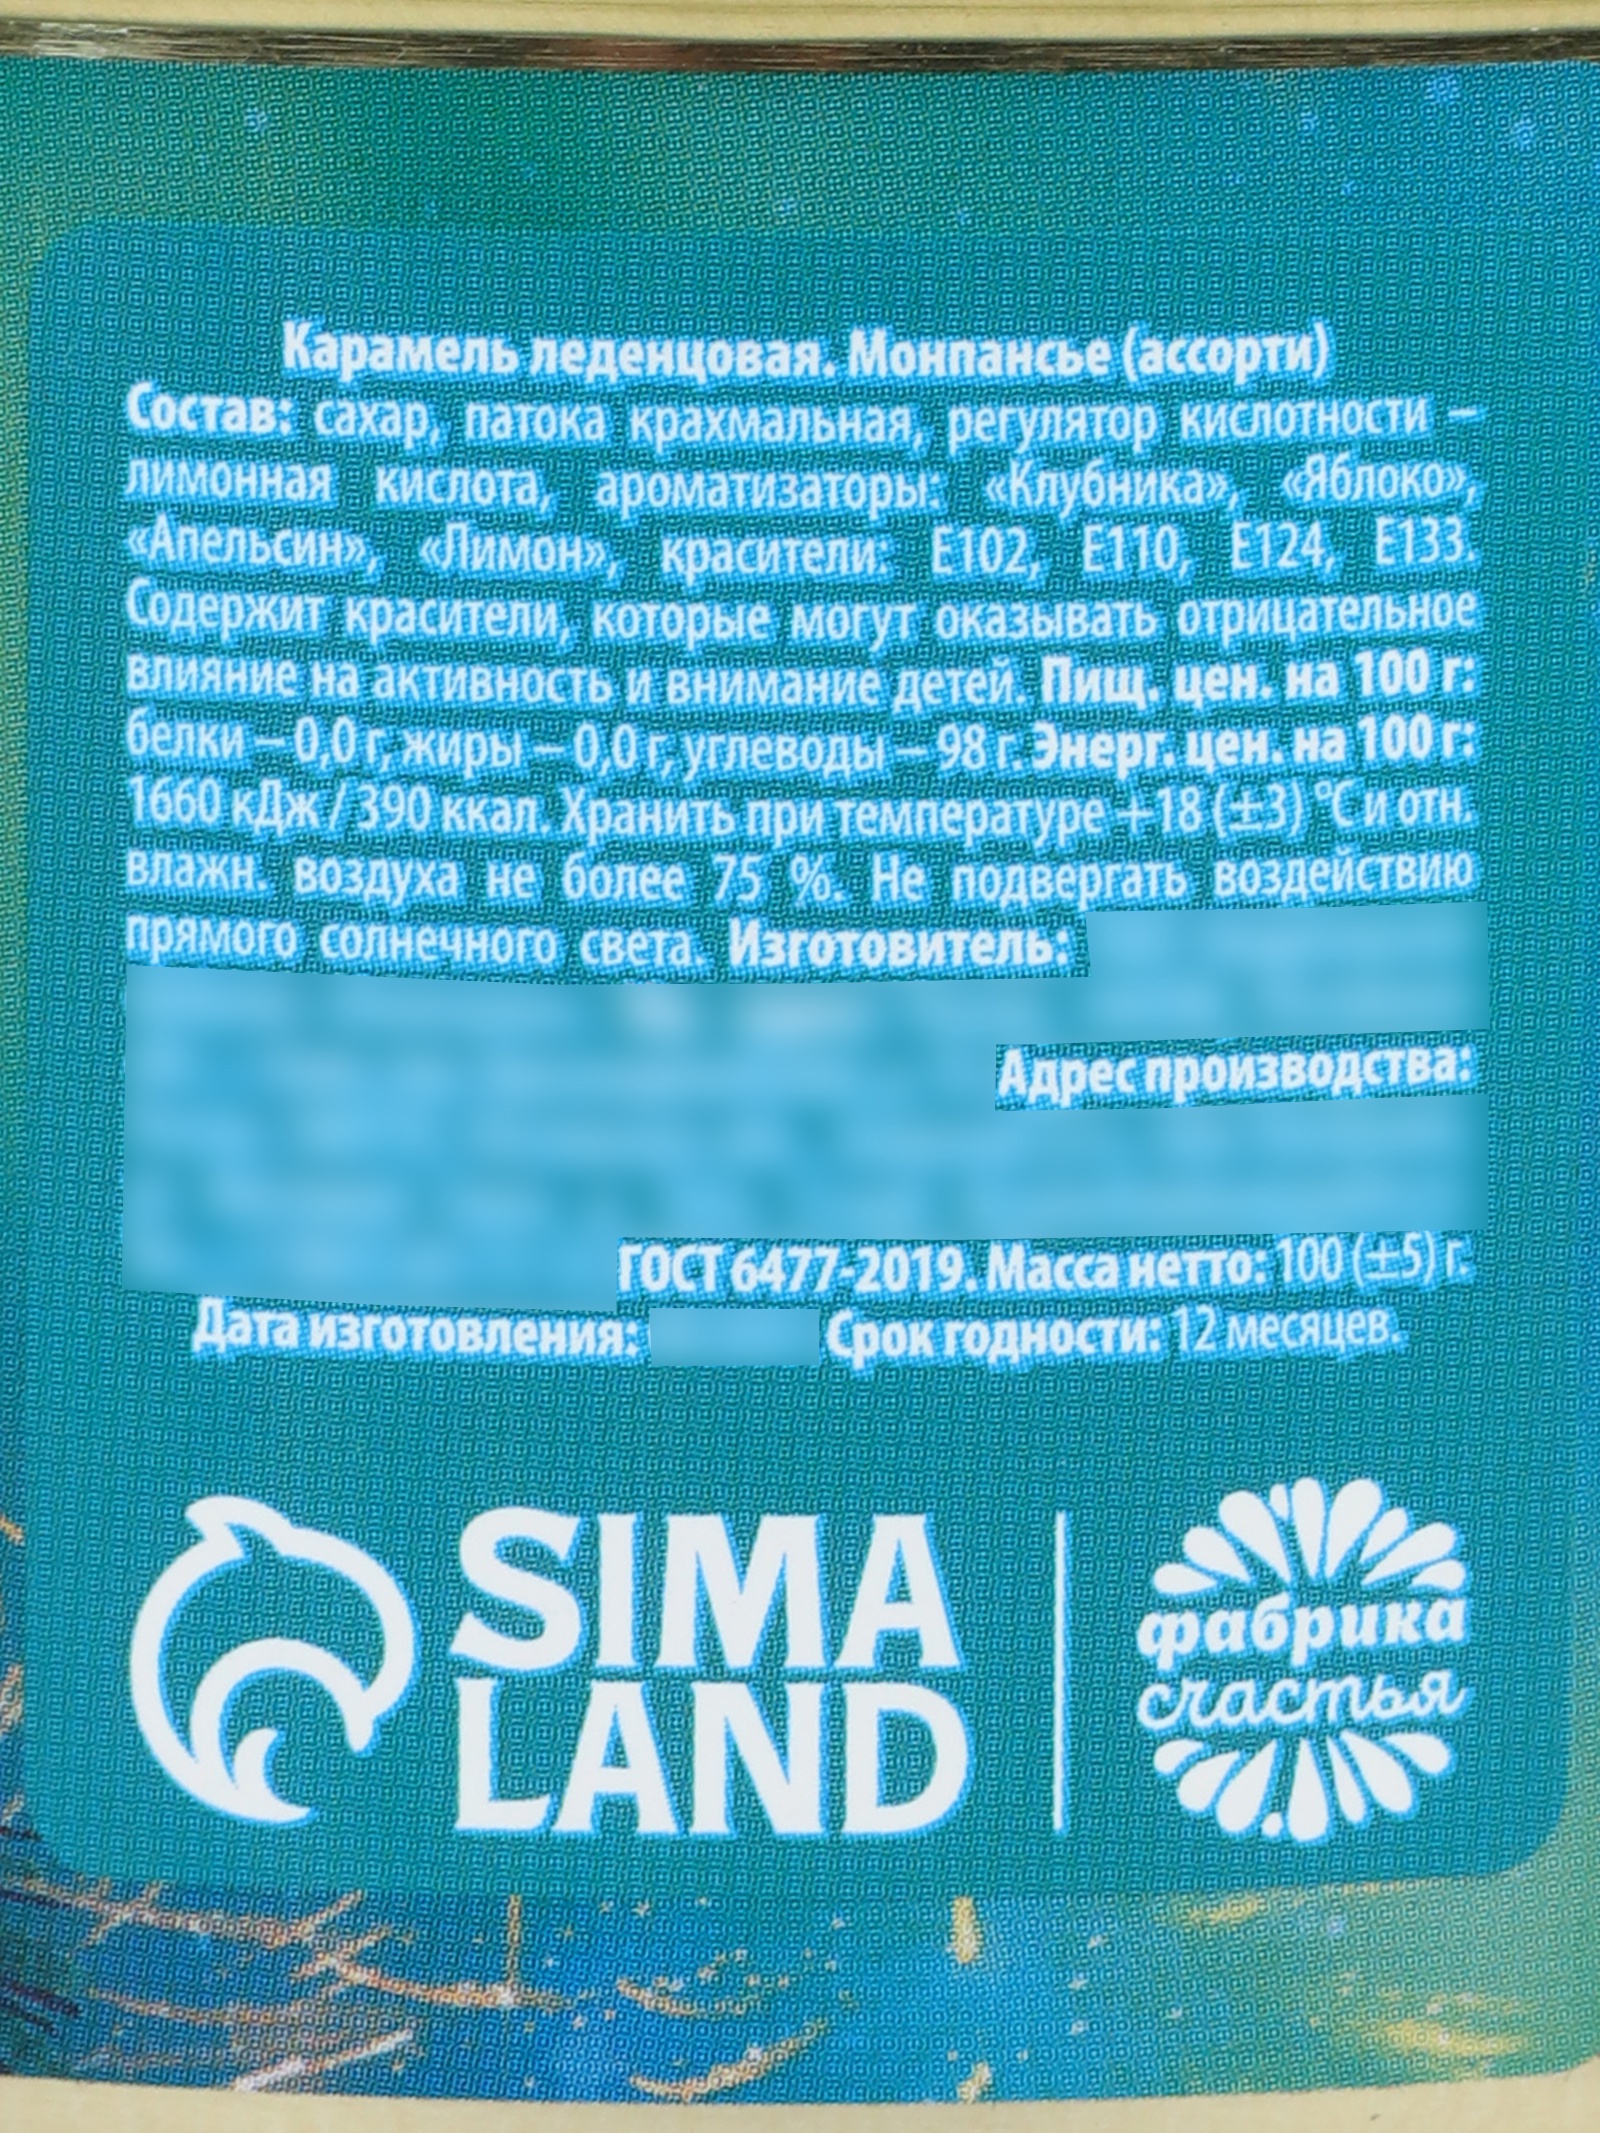 Карамель леденцовая. Монпансье (ассорти)
Состав: сахар, патока крахмальная, регулятор кислотности –
лимонная кислота, ароматизаторы: «Клубника», «Яблоко»,
«Апельсин», «Лимон», красители: Е102, Е110, Е124, Е133.
Содержит красители, которые могут оказывать отрицательное
влияние на активность и внимание детей. Пищ. цен. на 100 г:
белки – 0,0 г, жиры – 0,0 г, углеводы – 98 г. Энерг. цен. на 100 г:
1660 кДж / 390 ккал. Хранить при температуре +18 (±3) °С и отн.
влажн. воздуха не более 75 %. Не подвергать воздействию
прямого солнечного света. Изготовитель:
Адрес производства:
ГОСТ 6477-2019. Масса нетто: 100 (±5) г.
Дата изготовления: Срок годности: 12 месяцев.
SIMA
LAND
фабрика
счастья